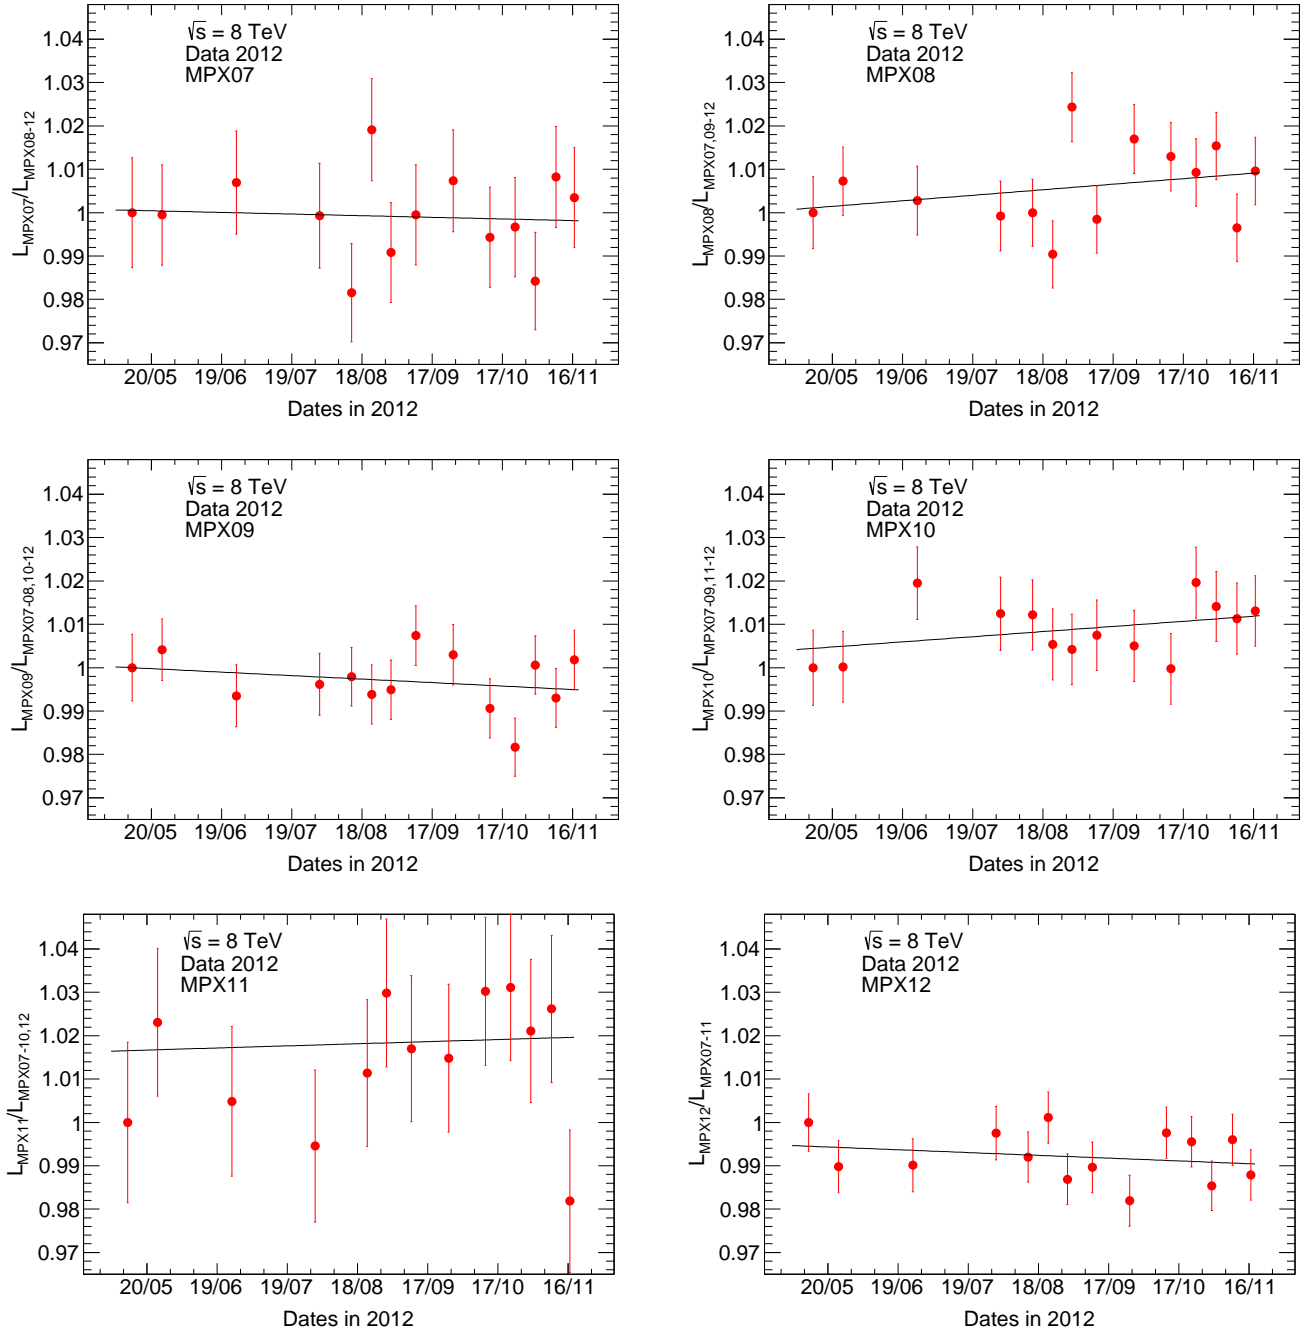 √s = 8 TeV
Data 2012
MPX07
L_MPX07/L_MPX08-12
1.04
1.03
1.02
1.01
1
0.99
0.98
0.97
20/05 19/06 19/07 18/08 17/09 17/10 16/11
Dates in 2012
√s = 8 TeV
Data 2012
MPX08
L_MPX08/L_MPX07,09-12
1.04
1.03
1.02
1.01
1
0.99
0.98
0.97
20/05 19/06 19/07 18/08 17/09 17/10 16/11
Dates in 2012
√s = 8 TeV
Data 2012
MPX09
L_MPX09/L_MPX07-08,10-12
1.04
1.03
1.02
1.01
1
0.99
0.98
0.97
20/05 19/06 19/07 18/08 17/09 17/10 16/11
Dates in 2012
√s = 8 TeV
Data 2012
MPX10
L_MPX10/L_MPX07-09,11-12
1.04
1.03
1.02
1.01
1
0.99
0.98
0.97
20/05 19/06 19/07 18/08 17/09 17/10 16/11
Dates in 2012
√s = 8 TeV
Data 2012
MPX11
L_MPX11/L_MPX07-10,12
1.04
1.03
1.02
1.01
1
0.99
0.98
0.97
20/05 19/06 19/07 18/08 17/09 17/10 16/11
Dates in 2012
√s = 8 TeV
Data 2012
MPX12
L_MPX12/L_MPX07-11
1.04
1.03
1.02
1.01
1
0.99
0.98
0.97
20/05 19/06 19/07 18/08 17/09 17/10 16/11
Dates in 2012